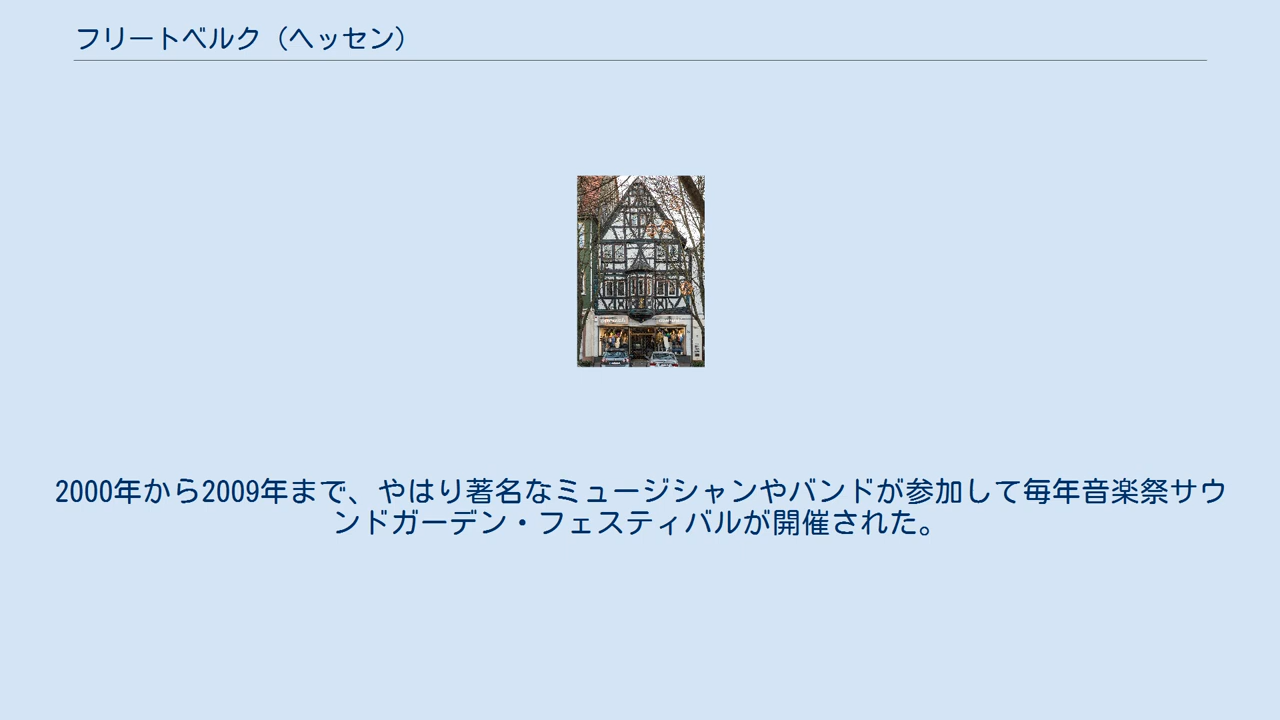 フリートベルク（ヘッセン）
2000年から2009年まで、やはり著名なミュージシャンやバンドが参加して毎年音楽祭サウ
ンドガーデン・フェスティバルが開催された。